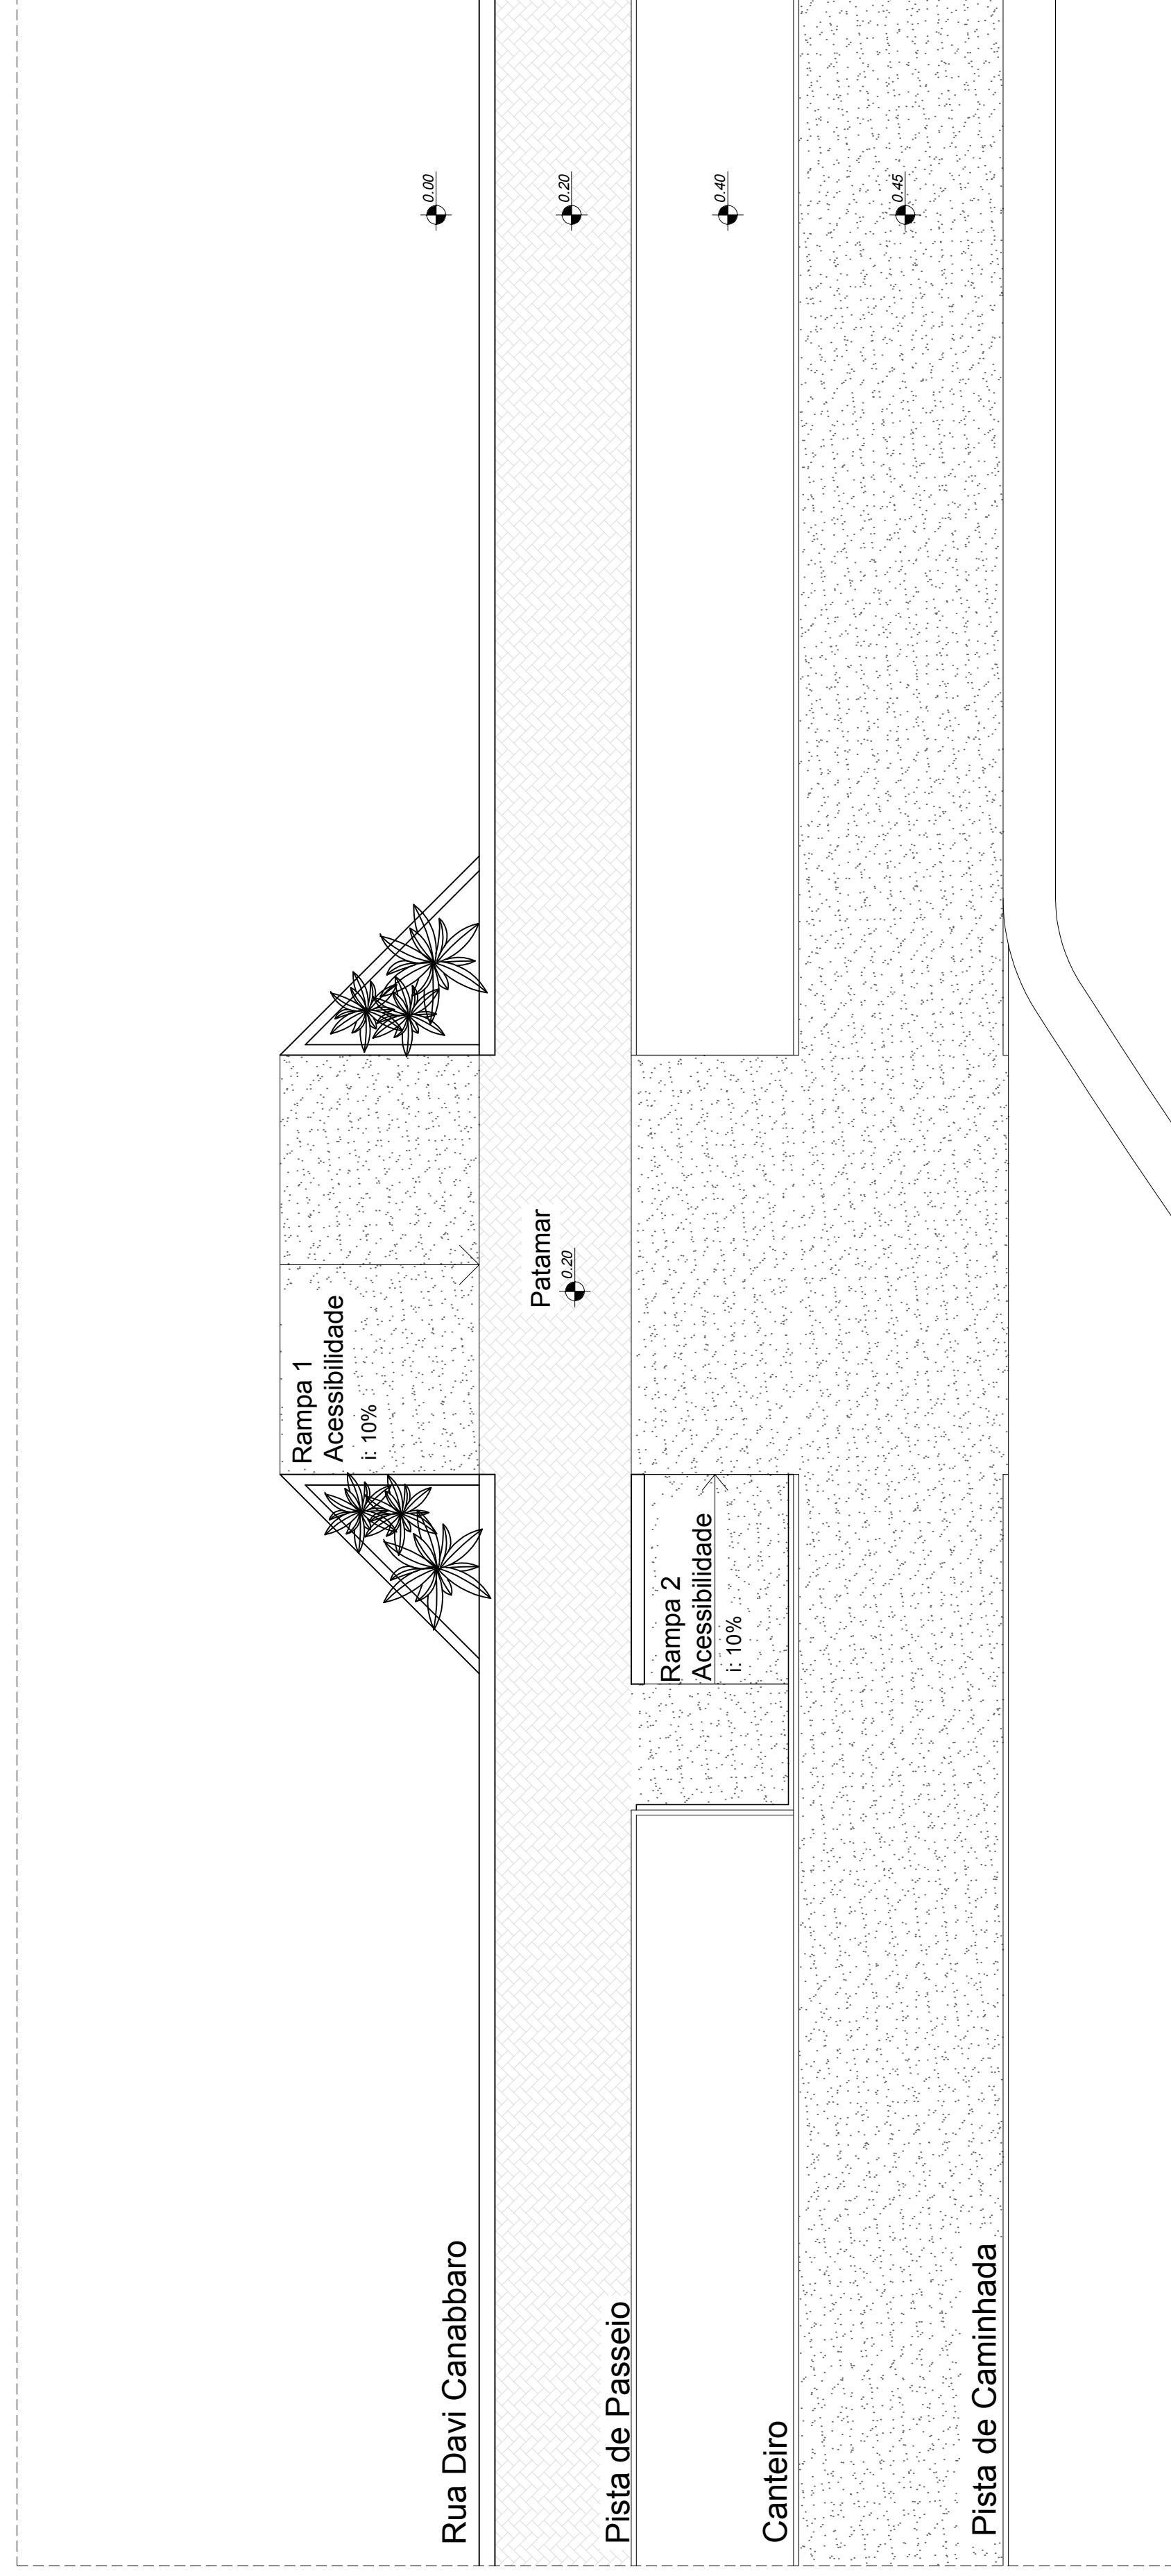 Rua Davi Canabbaro
0.00
Rampa 1
Acessibilidade
i: 10%
Patamar
0.20
Pista de Passeio
0.20
Rampa 2
Acessibilidade
i: 10%
Canteiro
0.40
Pista de Caminhada
0.45